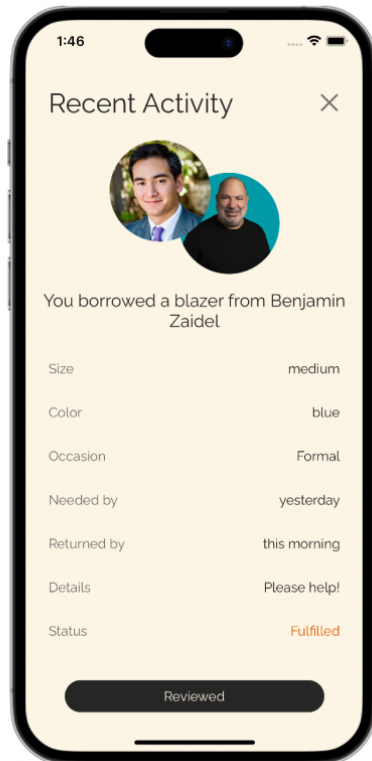 1:46
Recent Activity
You borrowed a blazer from Benjamin
Zaidel
Size medium
Color blue
Occasion Formal
Needed by yesterday
Returned by this morning
Details Please help!
Status Fulfilled
Reviewed